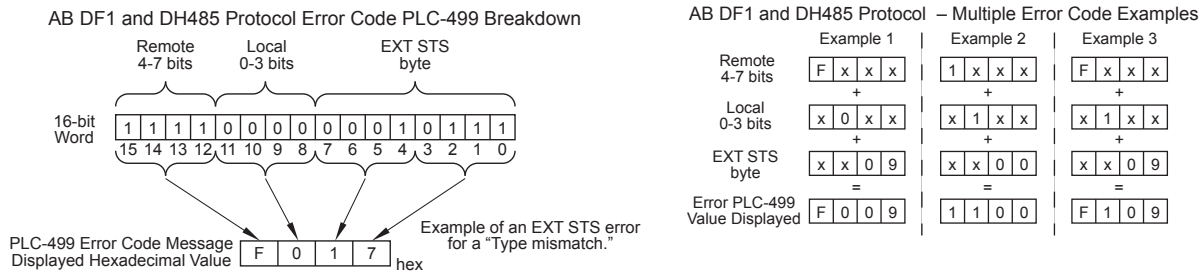 AB DF1 and DH485 Protocol Error Code PLC-499 Breakdown
Remote
4-7 bits
Local
0-3 bits
EXT STS
byte
16-bit
Word
1 1 1 1 0 0 0 0 0 0 0 1 0 1 1 1
15 14 13 12 11 10 9 8 7 6 5 4 3 2 1 0
PLC-499 Error Code Message
Displayed Hexadecimal Value
F 0 1 7
hex
Example of an EXT STS error
for a “Type mismatch.”
AB DF1 and DH485 Protocol – Multiple Error Code Examples
Example 1 Example 2 Example 3
Remote
4-7 bits
F x x x 1 x x x F x x x
+ + +
Local
0-3 bits
x 0 x x x 1 x x x 1 x x
+ + +
EXT STS
byte
x x 0 9 x x 0 0 x x 0 9
= = =
Error PLC-499
Value Displayed
F 0 0 9 1 1 0 0 F 1 0 9